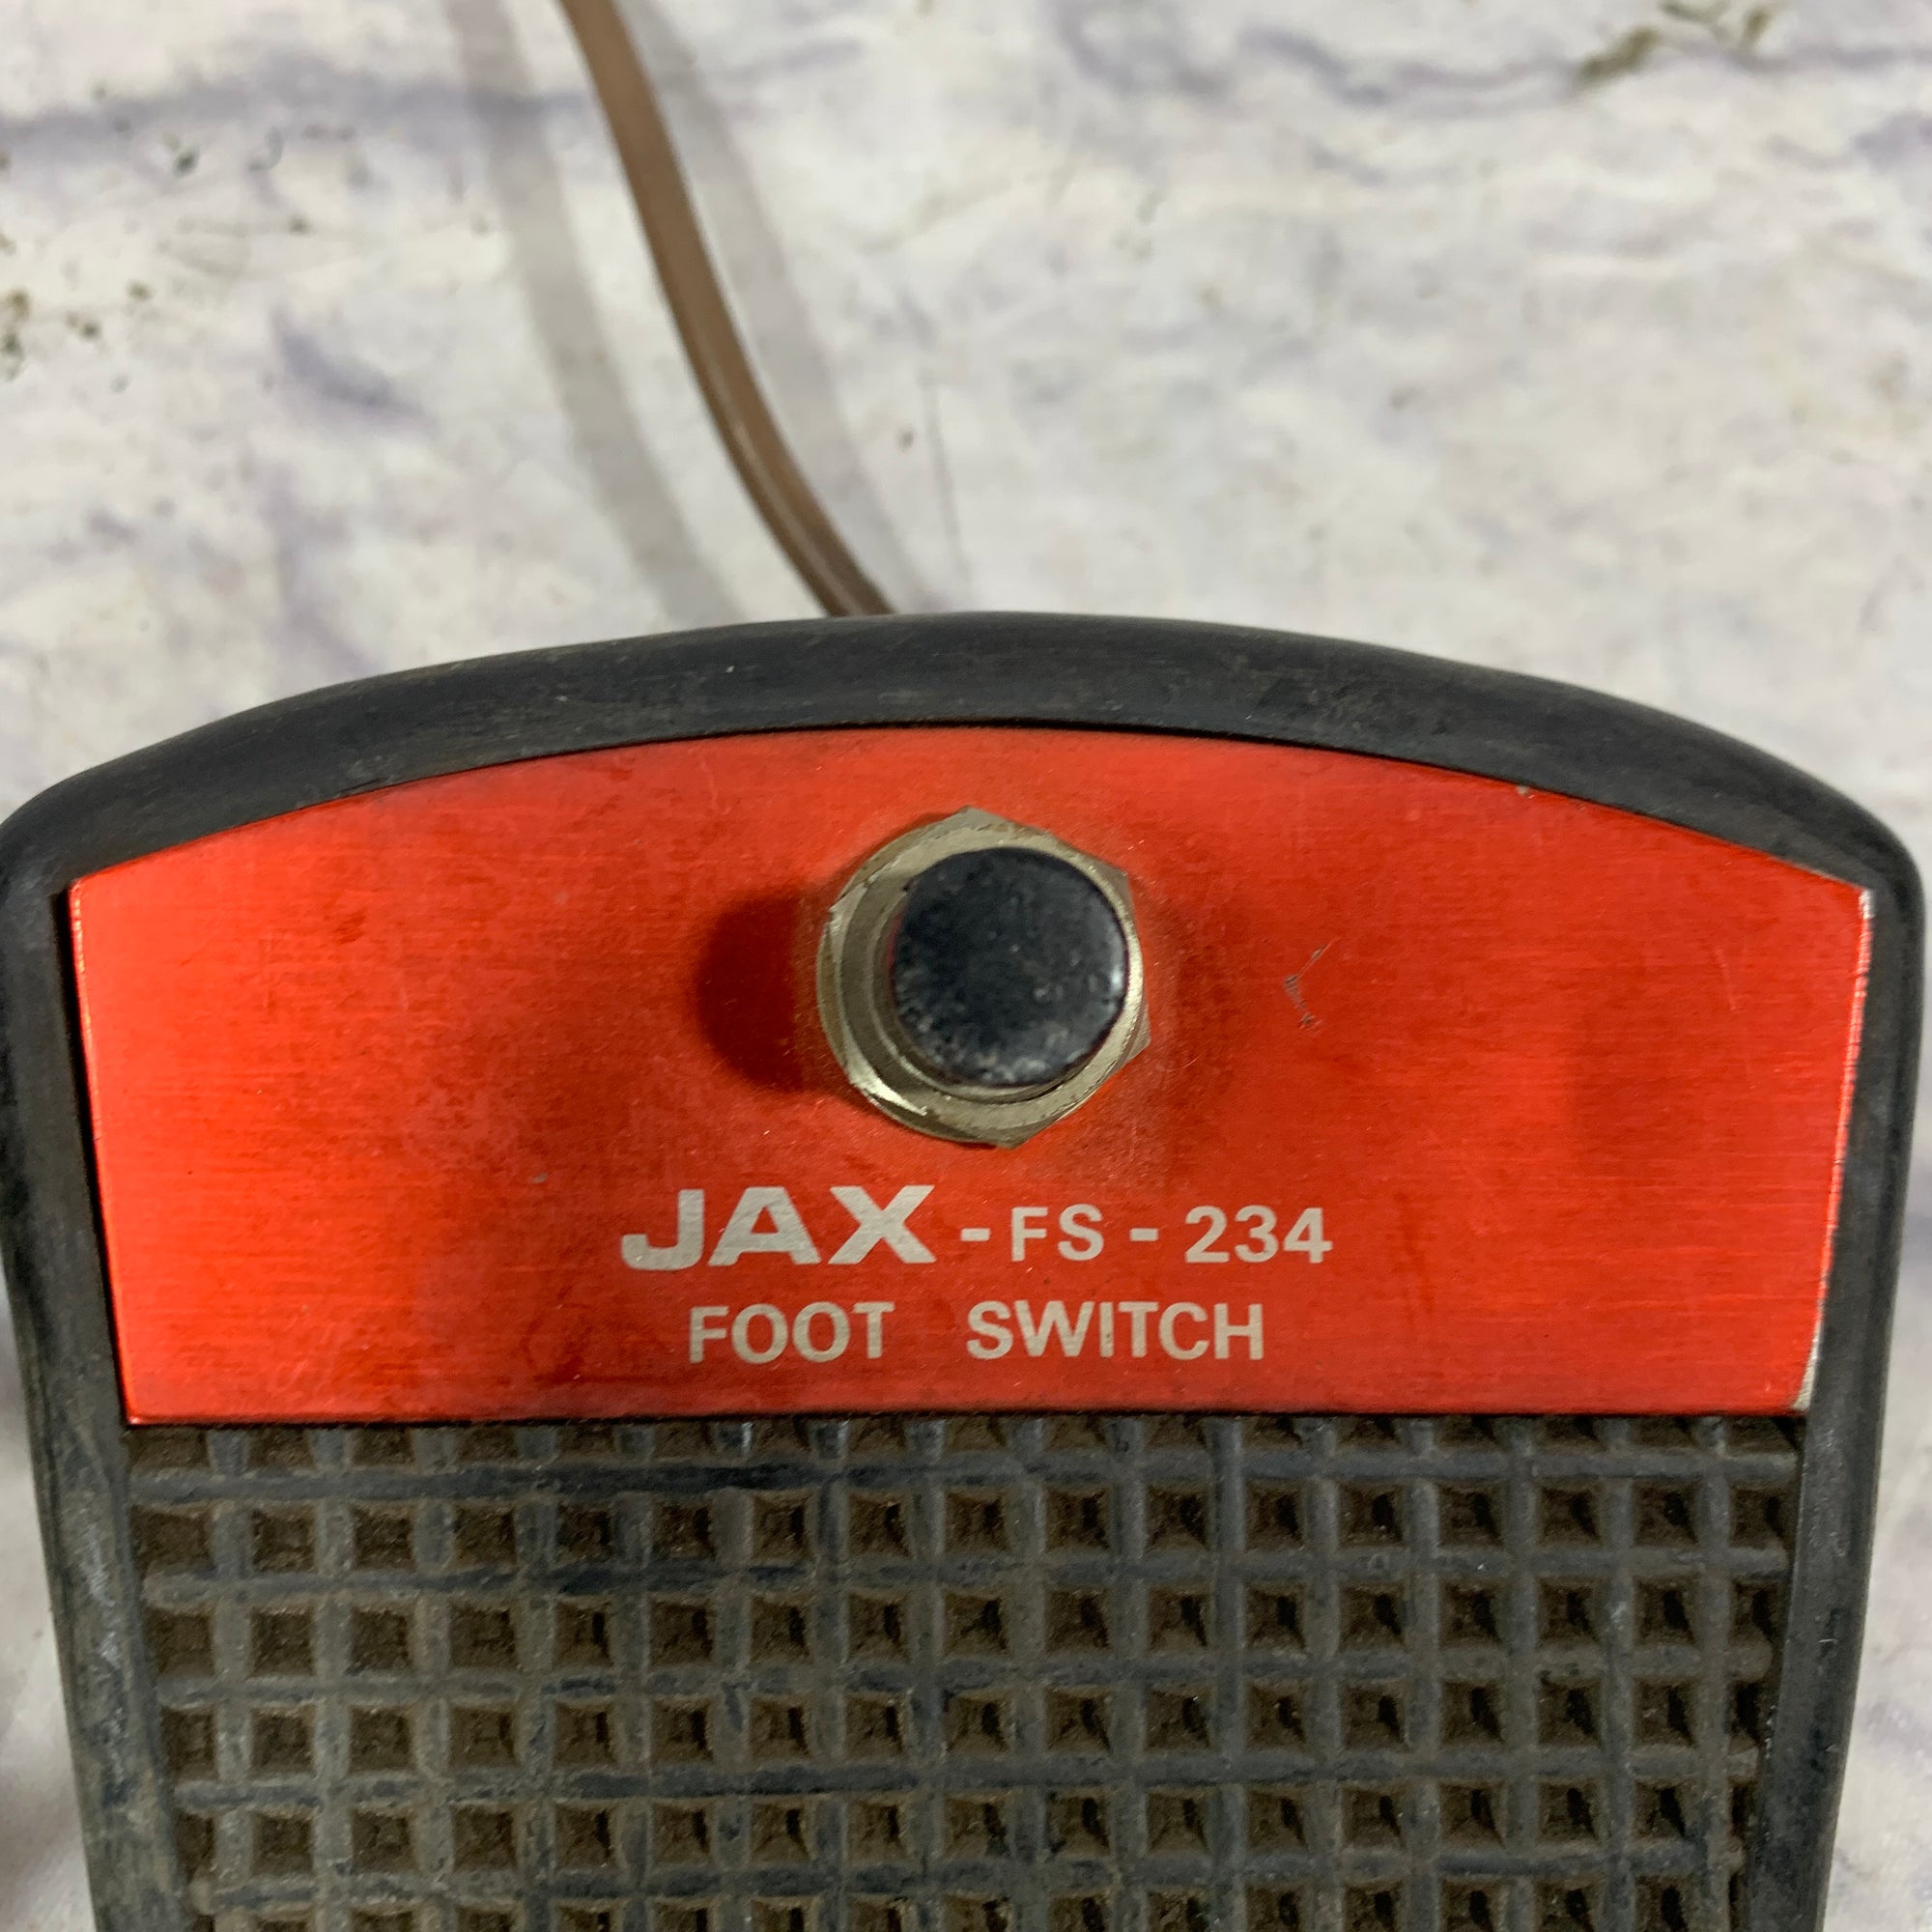 JAX - FS - 234
FOOT SWITCH